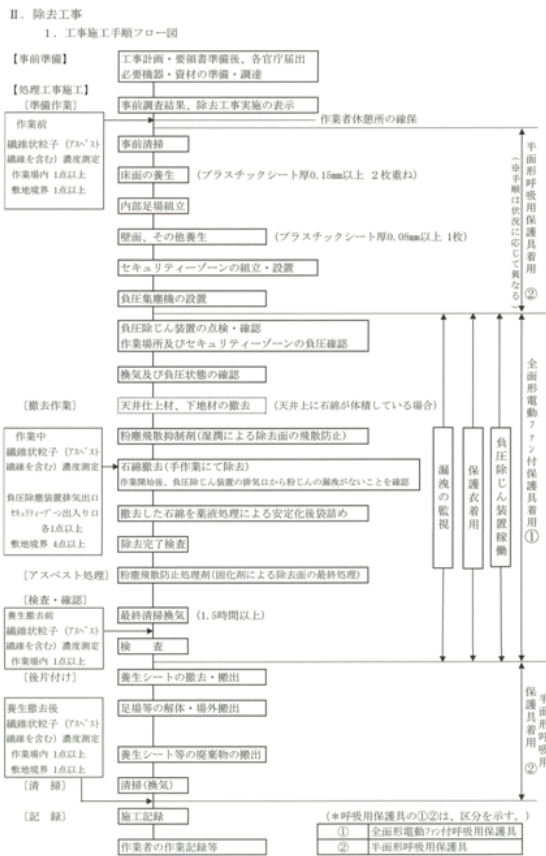 Ⅱ．除去工事
1．工事施工手順フロー図
【事前準備】
工事計画・要領書準備後、各官庁届出
必要機器・資材の準備・調達
【処理工事施工】
［準備作業］
事前調査結果、除去工事実施の表示
作業者休憩所の確保
作業前
繊維状粒子（アスベスト
繊維を含む）濃度測定
作業場内 1点以上
敷地境界 1点以上
事前清掃
床面の養生
（プラスチックシート厚0.15mm以上 2枚重ね）
内部足場組立
壁面、その他養生
（プラスチックシート厚0.08mm以上 1枚）
セキュリティーゾーンの組立・設置
負圧集塵機の設置
半面形呼吸用保護具着用 ②
（※手順は状況に応じて異なる）
負圧除じん装置の点検・確認
作業場所及びセキュリティーゾーンの負圧確認
換気及び負圧状態の確認
［撤去作業］
天井仕上材、下地材の撤去
（天井上に石綿が体積している場合）
粉塵飛散抑制剤（湿潤による除去面の飛散防止）
作業中
繊維状粒子（アスベスト
繊維を含む）濃度測定
負圧除塵装置排気出口
セキュリティーゾーン出入り口
各1点以上
敷地境界 4点以上
石綿撤去（手作業にて除去）
作業開始後、負圧除じん装置の排気口から粉じんの漏洩がないことを確認
撤去した石綿を薬液処理による安定化後袋詰め
除去完了検査
漏洩の監視
保護衣着用
負圧除じん装置稼働
全面形電動ファン付保護具着用①
［アスベスト処理］
粉塵飛散防止処理剤（固化剤による除去面の最終処理）
［検査・確認］
養生撤去前
繊維状粒子（アスベスト
繊維を含む）濃度測定
作業場内 1点以上
最終清掃換気
（1.5時間以上）
検 査
［後片付け］
養生シートの撤去・搬出
養生撤去後
繊維状粒子（アスベスト
繊維を含む）濃度測定
作業場内 1点以上
敷地境界 1点以上
足場等の解体・場外搬出
養生シート等の廃棄物の搬出
半面形呼吸用
保護具着用 ②
［清 掃］
清掃（換気）
［記 録］
施工記録
作業者の作業記録等
（＊呼吸用保護具の①②は、区分を示す。）
① 全面形電動ファン付呼吸用保護具
② 半面形呼吸用保護具